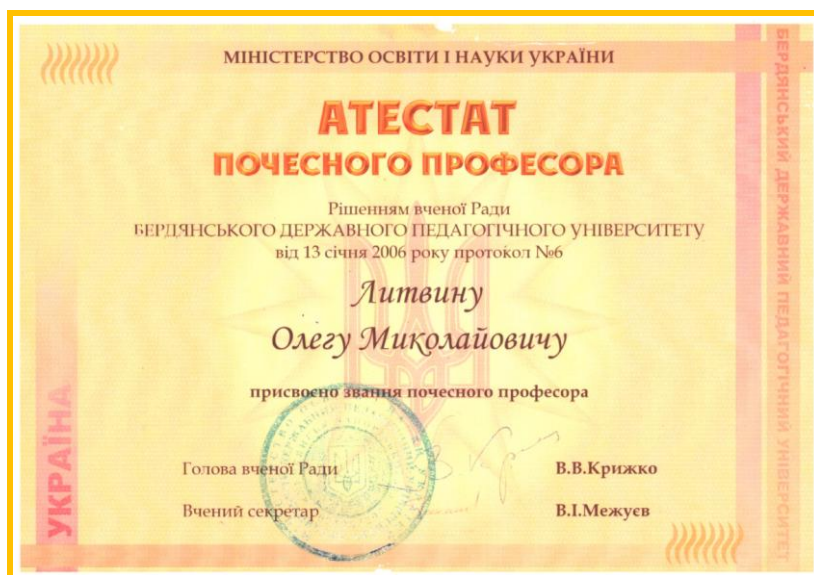 МІНІСТЕРСТВО ОСВІТИ І НАУКИ УКРАЇНИ
АТЕСТАТ
ПОЧЕСНОГО ПРОФЕСОРА
Рішенням вченої Ради
БЕРДЯНСЬКОГО ДЕРЖАВНОГО ПЕДАГОГІЧНОГО УНІВЕРСИТЕТУ
від 13 січня 2006 року протокол №6
Литвину
Олегу Миколайовичу
присвоєно звання почесного професора
Голова вченої Ради В.В.Крижко
Вчений секретар В.І.Межуєв
УКРАЇНА
БЕРДЯНСЬКИЙ ДЕРЖАВНИЙ ПЕДАГОГІЧНИЙ УНІВЕРСИТЕТ